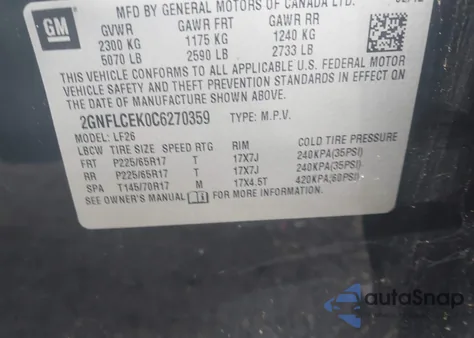 GM
MFD BY GENERAL MOTORS OF CANADA LTD.
GVWR GAWR FRT GAWR RR
2300 KG 1175 KG 1240 KG
5070 LB 2590 LB 2733 LB
THIS VEHICLE CONFORMS TO ALL APPLICABLE U.S. FEDERAL MOTOR
VEHICLE SAFETY AND THEFT PREVENTION STANDARDS IN EFFECT ON
THE DATE OF MANUFACTURE SHOWN ABOVE.
2GNFLCEK0C6270359 TYPE: M.P.V.
MODEL: LF26
LBCW TIRE SIZE SPEED RTG RIM COLD TIRE PRESSURE
FRT P225/65R17 T 17X7J 240KPA(35PSI)
RR P225/65R17 T 17X7J 240KPA(35PSI)
SPA T145/70R17 M 17X4.5T 420KPA(60PSI)
SEE OWNER'S MANUAL FOR MORE INFORMATION.
autoSnap